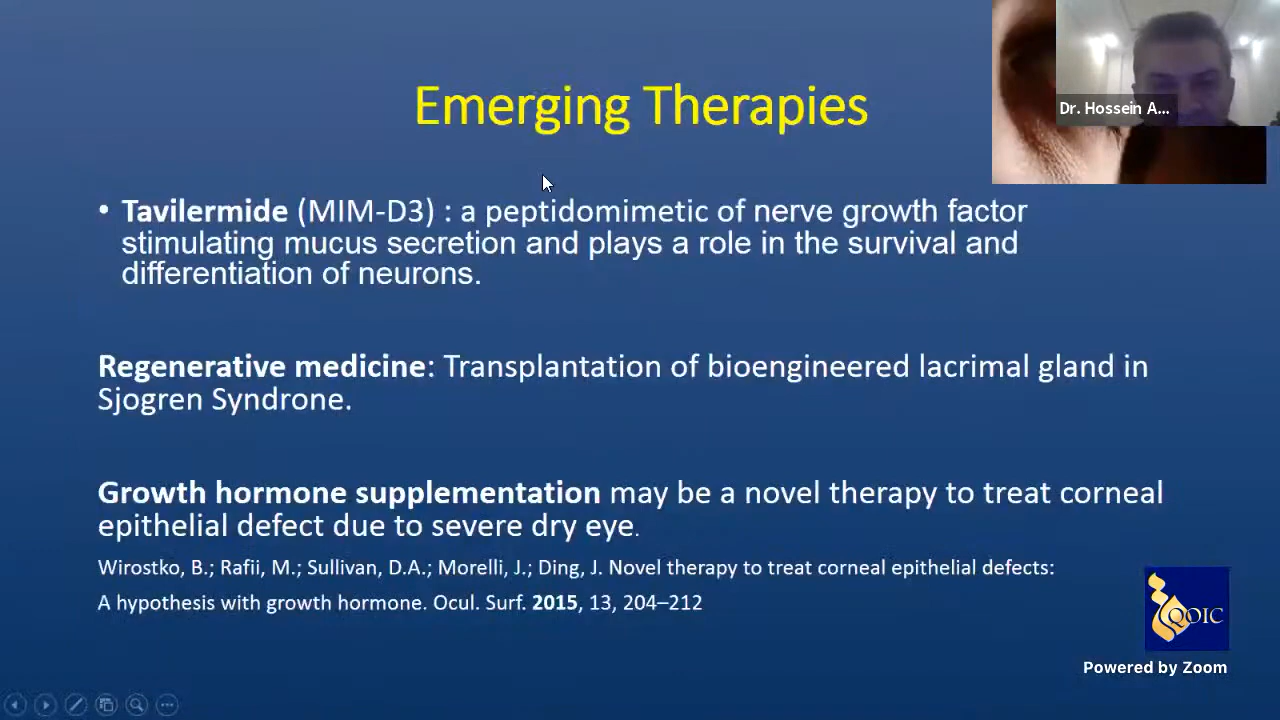 Emerging Therapies
Dr. Hossein A...
• Tavilermide (MIM-D3) : a peptidomimetic of nerve growth factor
stimulating mucus secretion and plays a role in the survival and
differentiation of neurons.
Regenerative medicine: Transplantation of bioengineered lacrimal gland in
Sjogren Syndrome.
Growth hormone supplementation may be a novel therapy to treat corneal
epithelial defect due to severe dry eye.
Wirostko, B.; Rafii, M.; Sullivan, D.A.; Morelli, J.; Ding, J. Novel therapy to treat corneal epithelial defects:
A hypothesis with growth hormone. Ocul. Surf. 2015, 13, 204–212
QOIC
Powered by Zoom